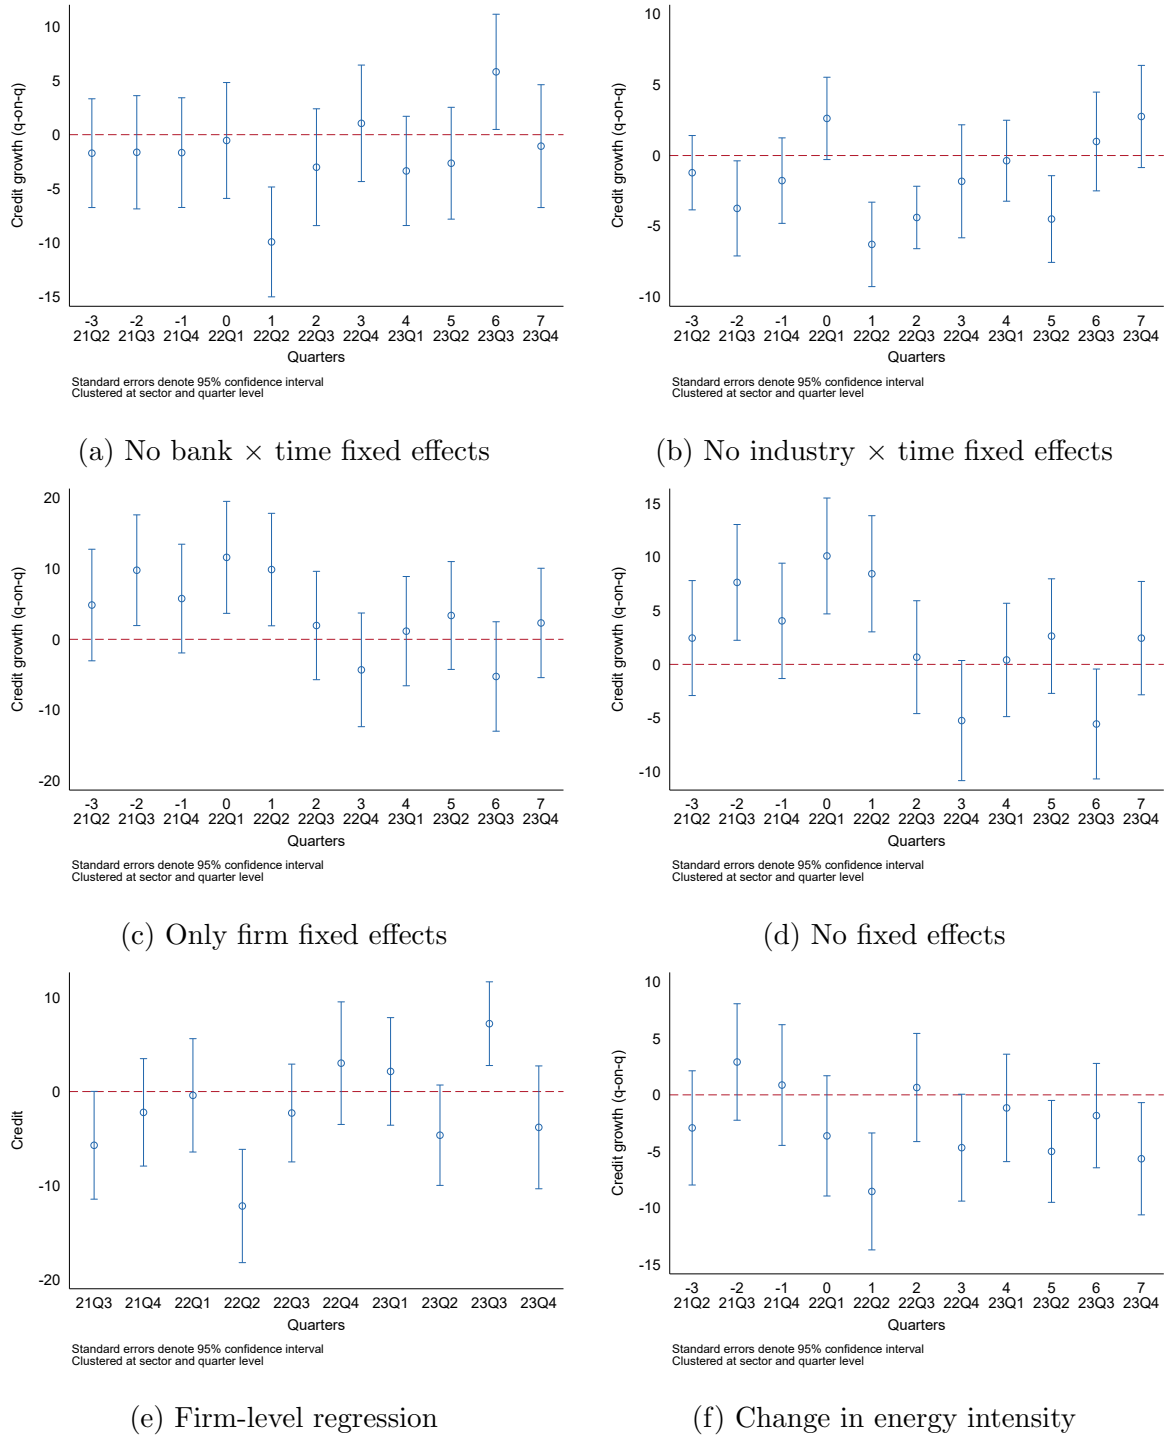 Credit growth (q-on-q)
10
5
0
-5
-10
-15
-3 -2 -1 0 1 2 3 4 5 6 7
21Q2 21Q3 21Q4 22Q1 22Q2 22Q3 22Q4 23Q1 23Q2 23Q3 23Q4
Quarters
Standard errors denote 95% confidence interval
Clustered at sector and quarter level
(a) No bank × time fixed effects
Credit growth (q-on-q)
10
5
0
-5
-10
-3 -2 -1 0 1 2 3 4 5 6 7
21Q2 21Q3 21Q4 22Q1 22Q2 22Q3 22Q4 23Q1 23Q2 23Q3 23Q4
Quarters
Standard errors denote 95% confidence interval
Clustered at sector and quarter level
(b) No industry × time fixed effects
Credit growth (q-on-q)
20
10
0
-10
-20
-3 -2 -1 0 1 2 3 4 5 6 7
21Q2 21Q3 21Q4 22Q1 22Q2 22Q3 22Q4 23Q1 23Q2 23Q3 23Q4
Quarters
Standard errors denote 95% confidence interval
Clustered at sector and quarter level
(c) Only firm fixed effects
Credit growth (q-on-q)
15
10
5
0
-5
-10
-3 -2 -1 0 1 2 3 4 5 6 7
21Q2 21Q3 21Q4 22Q1 22Q2 22Q3 22Q4 23Q1 23Q2 23Q3 23Q4
Quarters
Standard errors denote 95% confidence interval
Clustered at sector and quarter level
(d) No fixed effects
Credit
10
0
-10
-20
21Q3 21Q4 22Q1 22Q2 22Q3 22Q4 23Q1 23Q2 23Q3 23Q4
Quarters
Standard errors denote 95% confidence interval
Clustered at sector and quarter level
(e) Firm-level regression
Credit growth (q-on-q)
10
5
0
-5
-10
-15
-3 -2 -1 0 1 2 3 4 5 6 7
21Q2 21Q3 21Q4 22Q1 22Q2 22Q3 22Q4 23Q1 23Q2 23Q3 23Q4
Quarters
Standard errors denote 95% confidence interval
Clustered at sector and quarter level
(f) Change in energy intensity